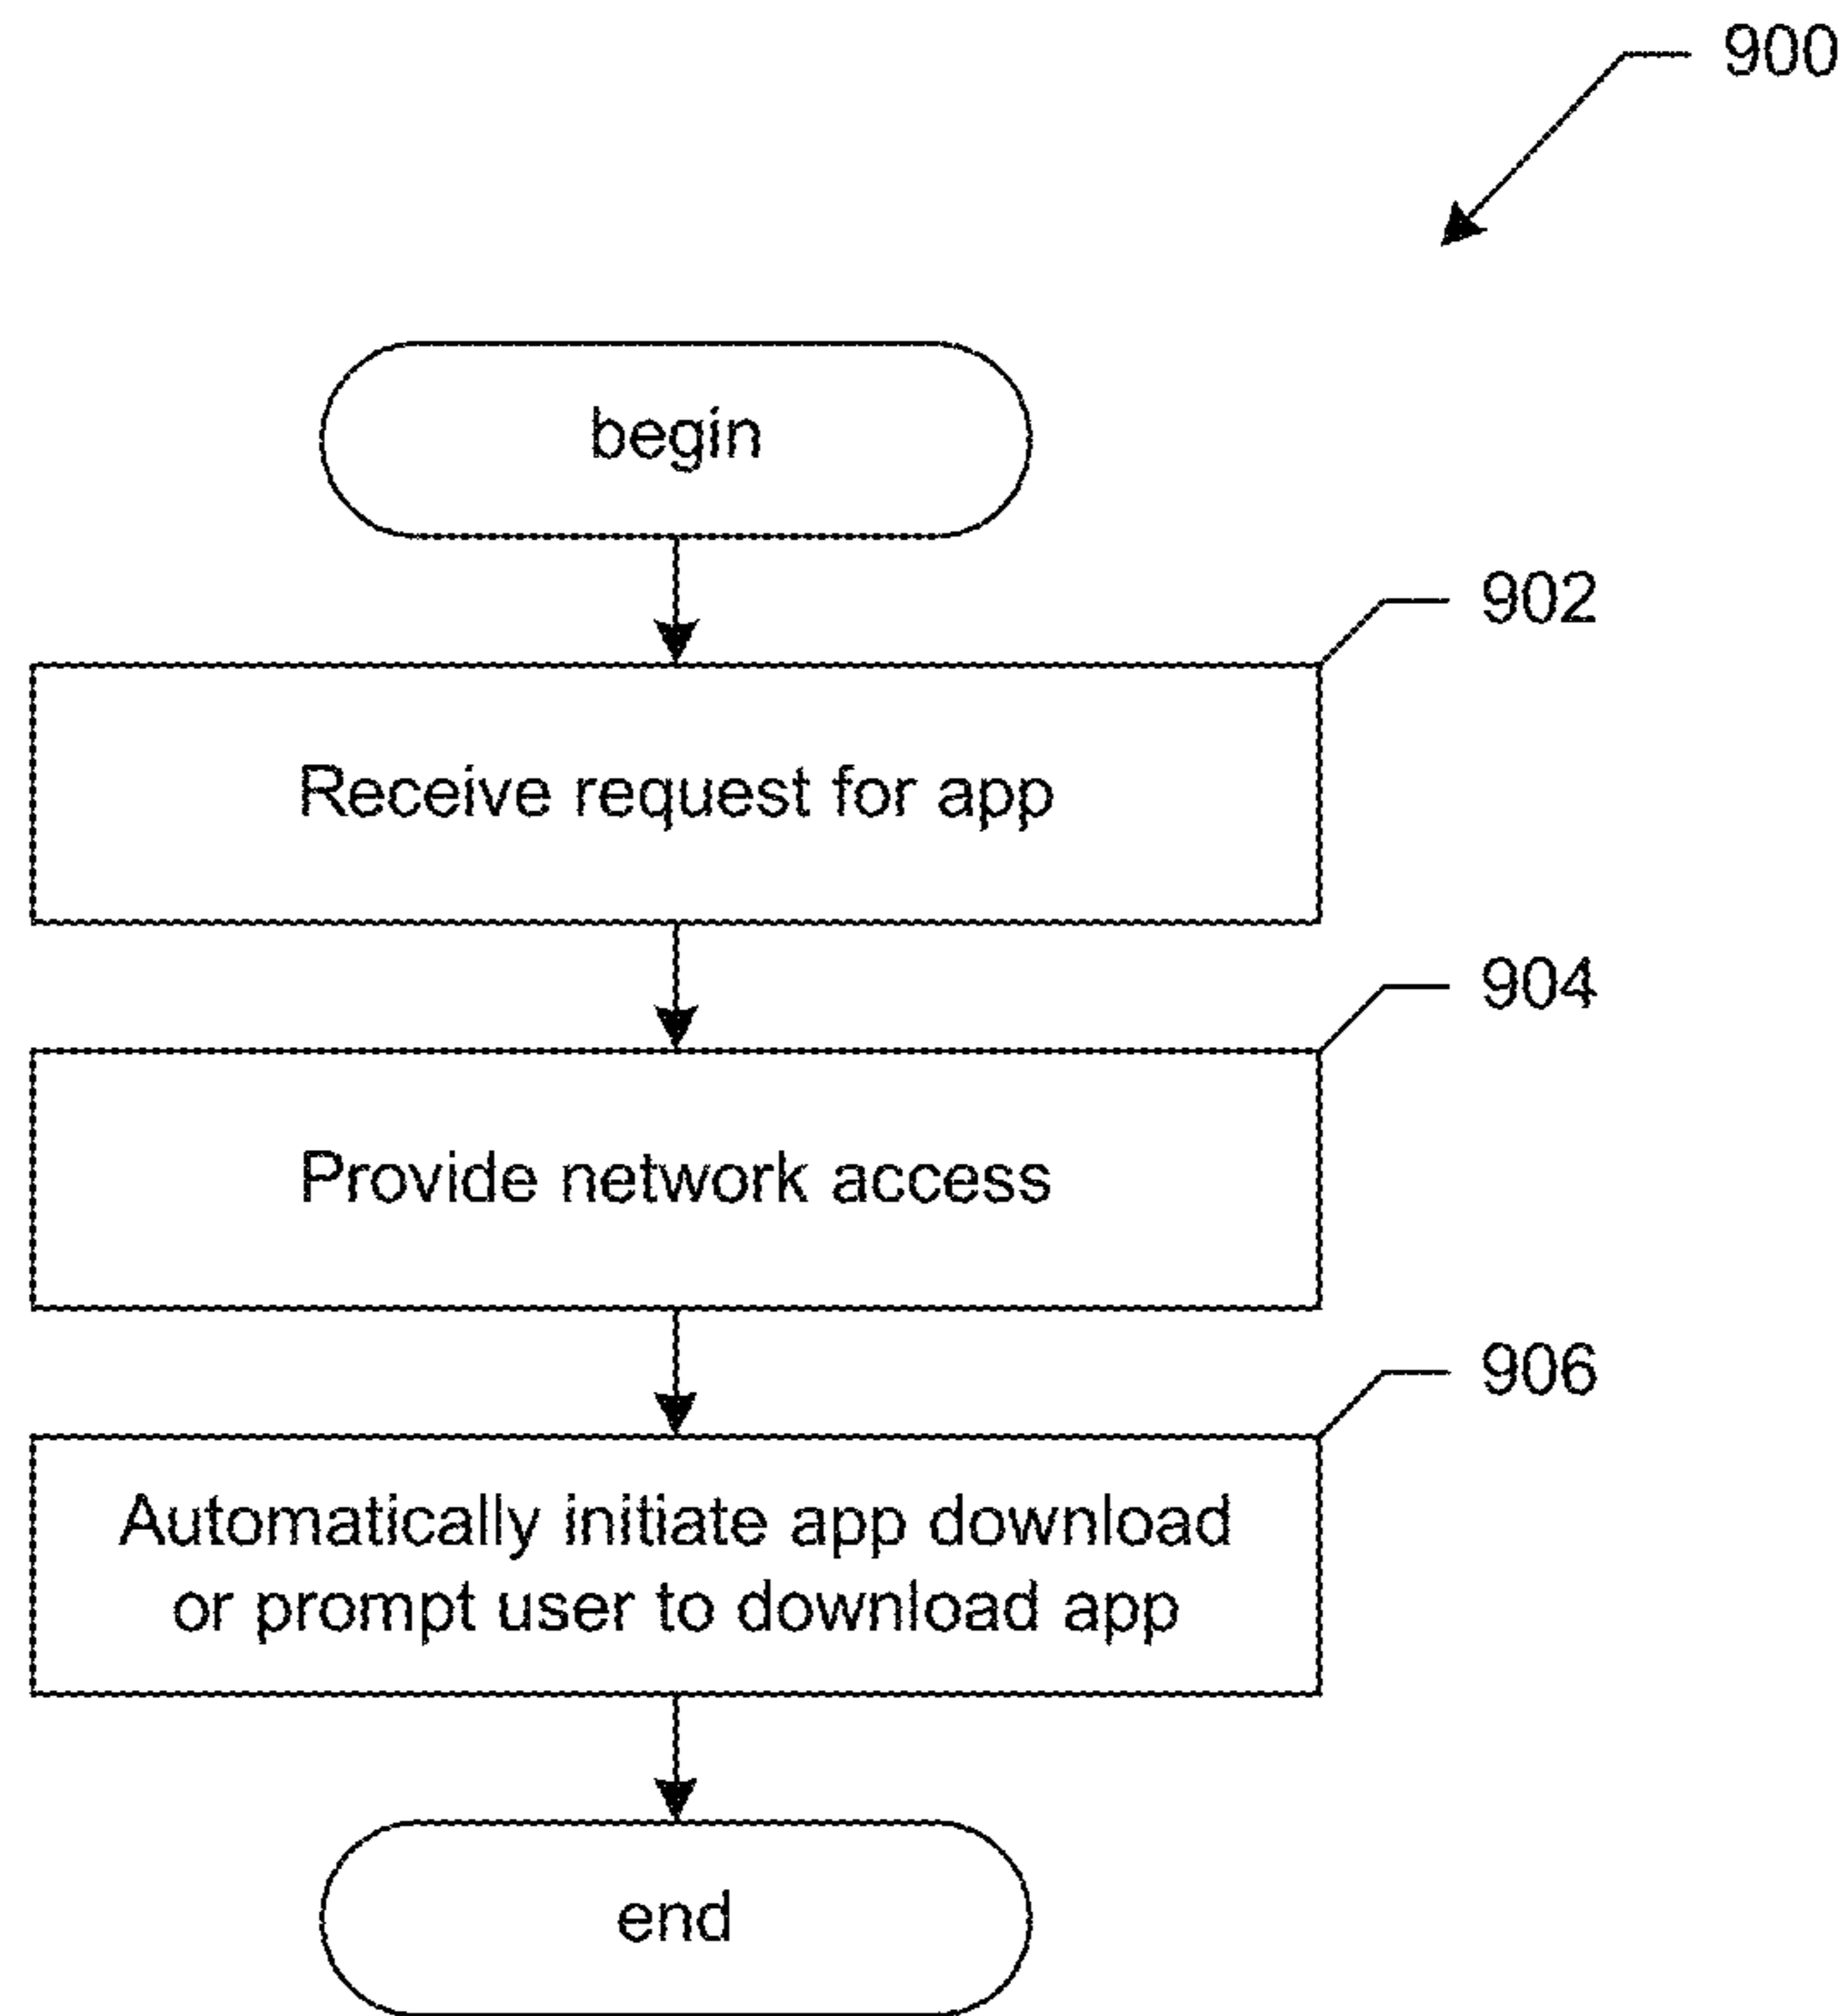 900
begin
902
Receive request for app
904
Provide network access
906
Automatically initiate app download
or prompt user to download app
end